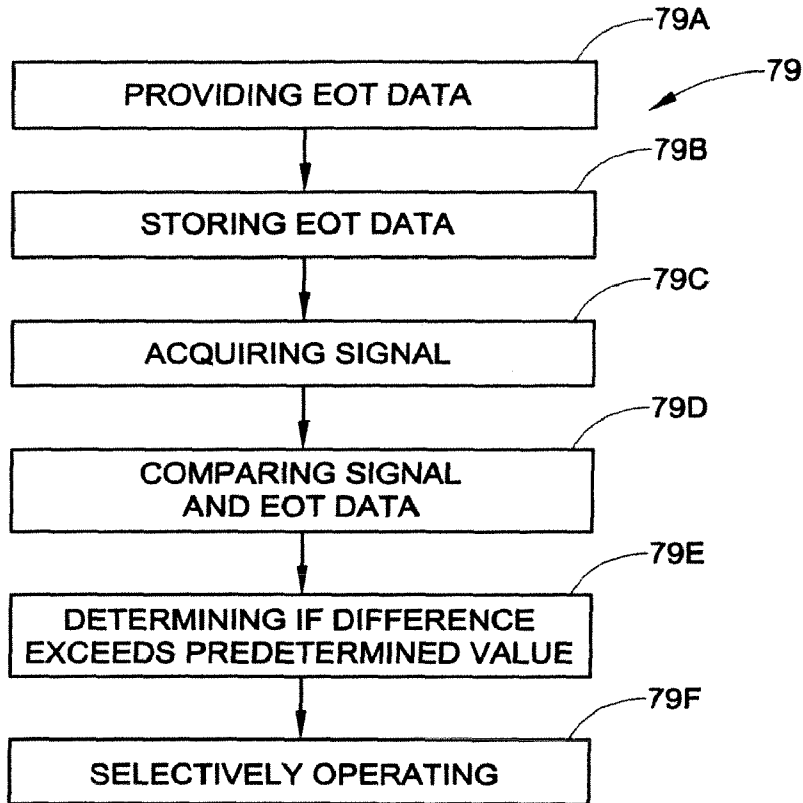 79A
79
PROVIDING EOT DATA
79B
STORING EOT DATA
79C
ACQUIRING SIGNAL
79D
COMPARING SIGNAL
AND EOT DATA
79E
DETERMINING IF DIFFERENCE
EXCEEDS PREDETERMINED VALUE
79F
SELECTIVELY OPERATING